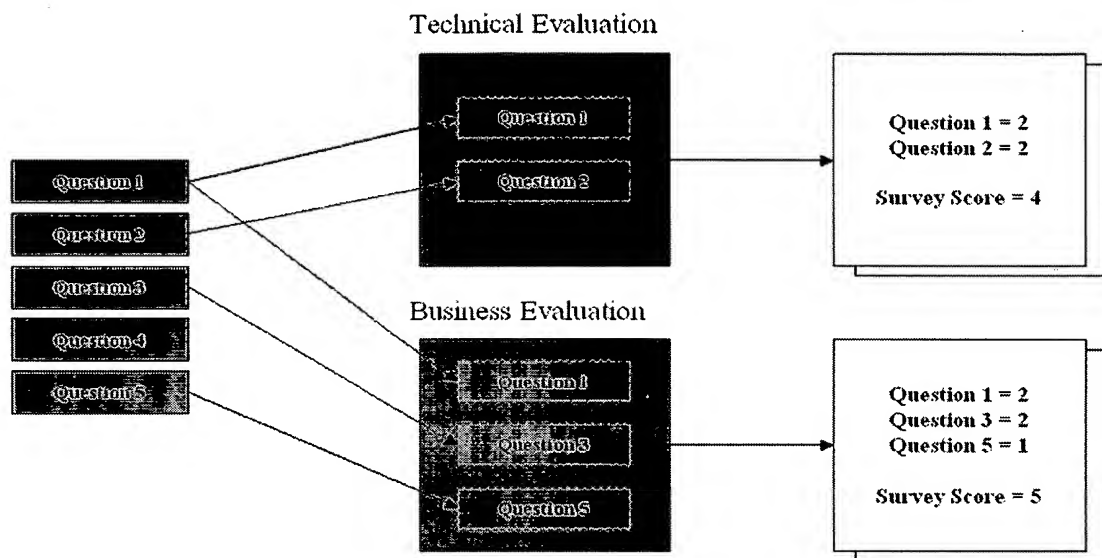 Technical Evaluation
Question 1
Question 2
Question 1
Question 2
Question 3
Question 4
Question 5
Question 1 = 2
Question 2 = 2
Survey Score = 4
Business Evaluation
Question 1
Question 3
Question 5
Question 1 = 2
Question 3 = 2
Question 5 = 1
Survey Score = 5